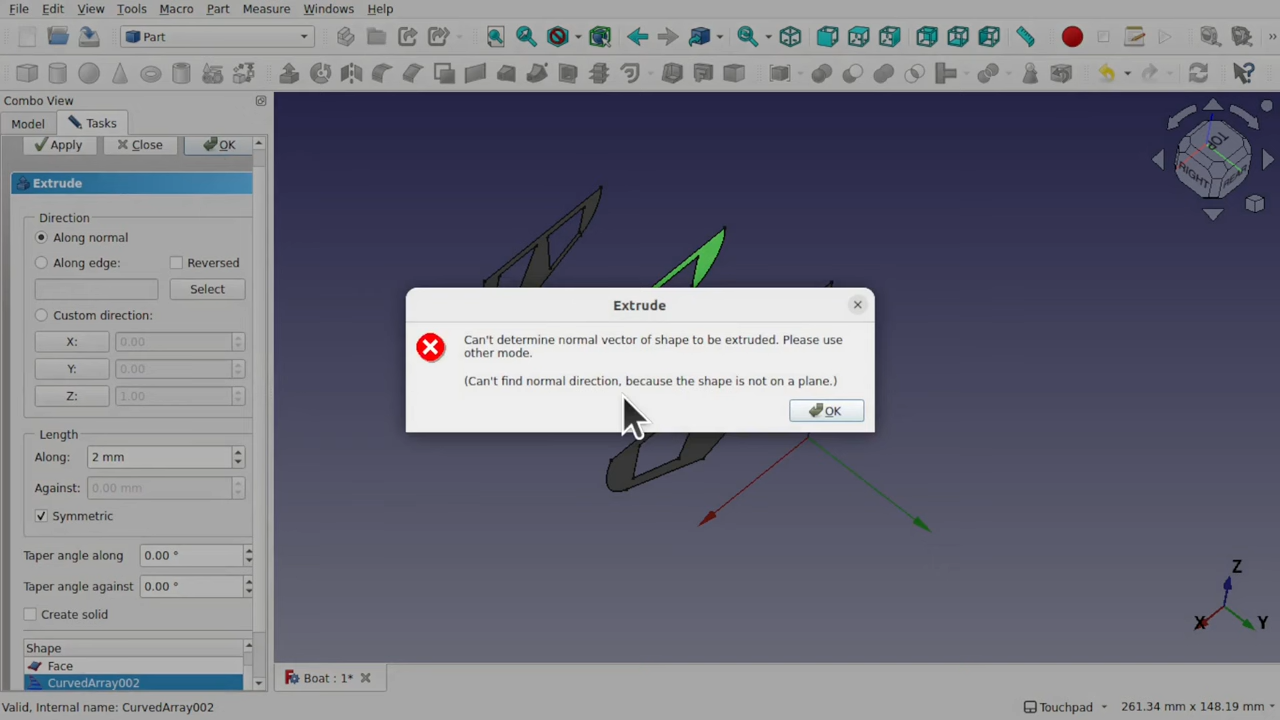 File Edit View Tools Macro Part Measure Windows Help
Part
Combo View
Model Tasks
Apply Close OK
Extrude
Direction
Along normal
Along edge: Reversed
Select
Custom direction:
X: 0.00
Y: 0.00
Z: 1.00
Length
Along: 2 mm
Against: 0.00 mm
Symmetric
Taper angle along 0.00 °
Taper angle against 0.00 °
Create solid
Shape
Face
CurvedArray002
Extrude
Can't determine normal vector of shape to be extruded. Please use
other mode.
(Can't find normal direction, because the shape is not on a plane.)
OK
RIGHT
REAR
Z
X
Y
Boat : 1*
Valid, Internal name: CurvedArray002
Touchpad 261.34 mm x 148.19 mm